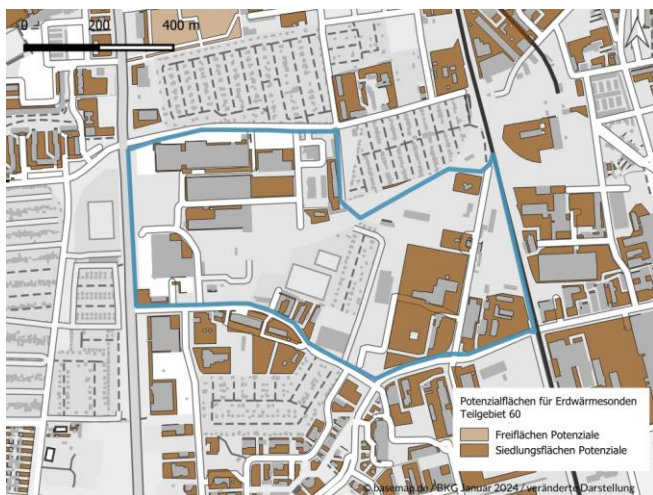 0 200 400 m
Potenzialflächen für Erdwärmesonden
Teilgebiet 60
Freiflächen Potenziale
Siedlungsflächen Potenziale
© basemap.de / BKG Januar 2024 / veränderte Darstellung